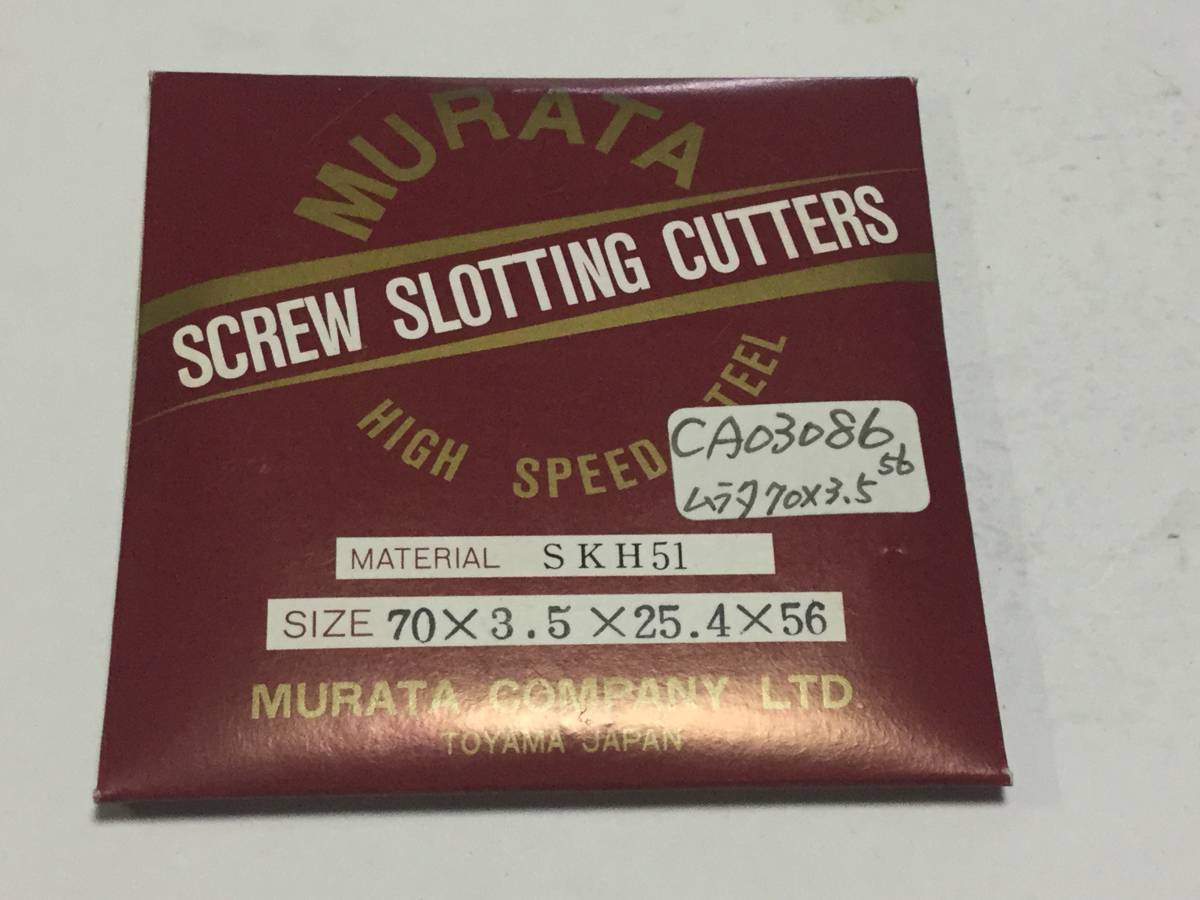 MURATA
SCREW SLOTTING CUTTERS
HIGH SPEED TEEL
CA03086
56
ムラタ70×3.5
MATERIAL SKH51
SIZE 70×3.5×25.4×56
MURATA COMPANY LTD
TOYAMA JAPAN